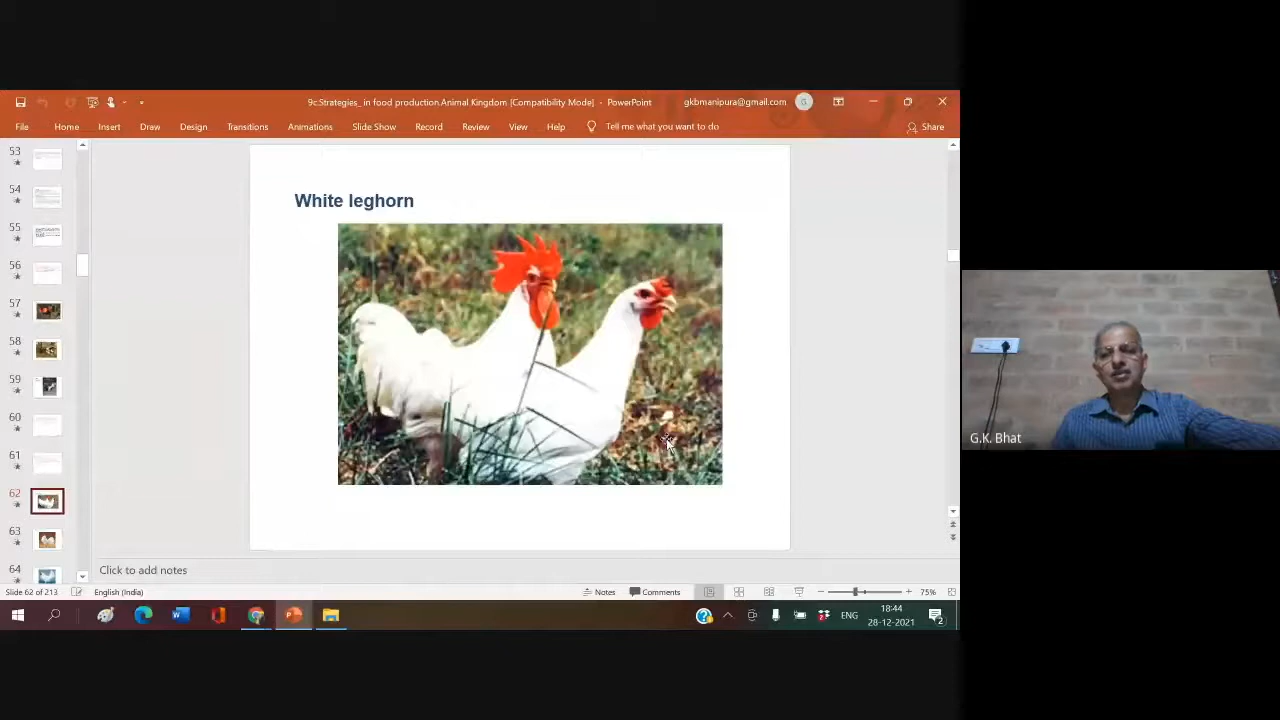 9c.Strategies_ in food production.Animal Kingdom [Compatibility Mode] - PowerPoint
gkbmanipura@gmail.com
G
File Home Insert Draw Design Transitions Animations Slide Show Record Review View Help Tell me what you want to do Share
53
54
55
56
57
58
59
60
61
62
63
64
White leghorn
G.K. Bhat
Click to add notes
Slide 62 of 213 English (India) Notes Comments 75%
ENG
18:44
28-12-2021
2